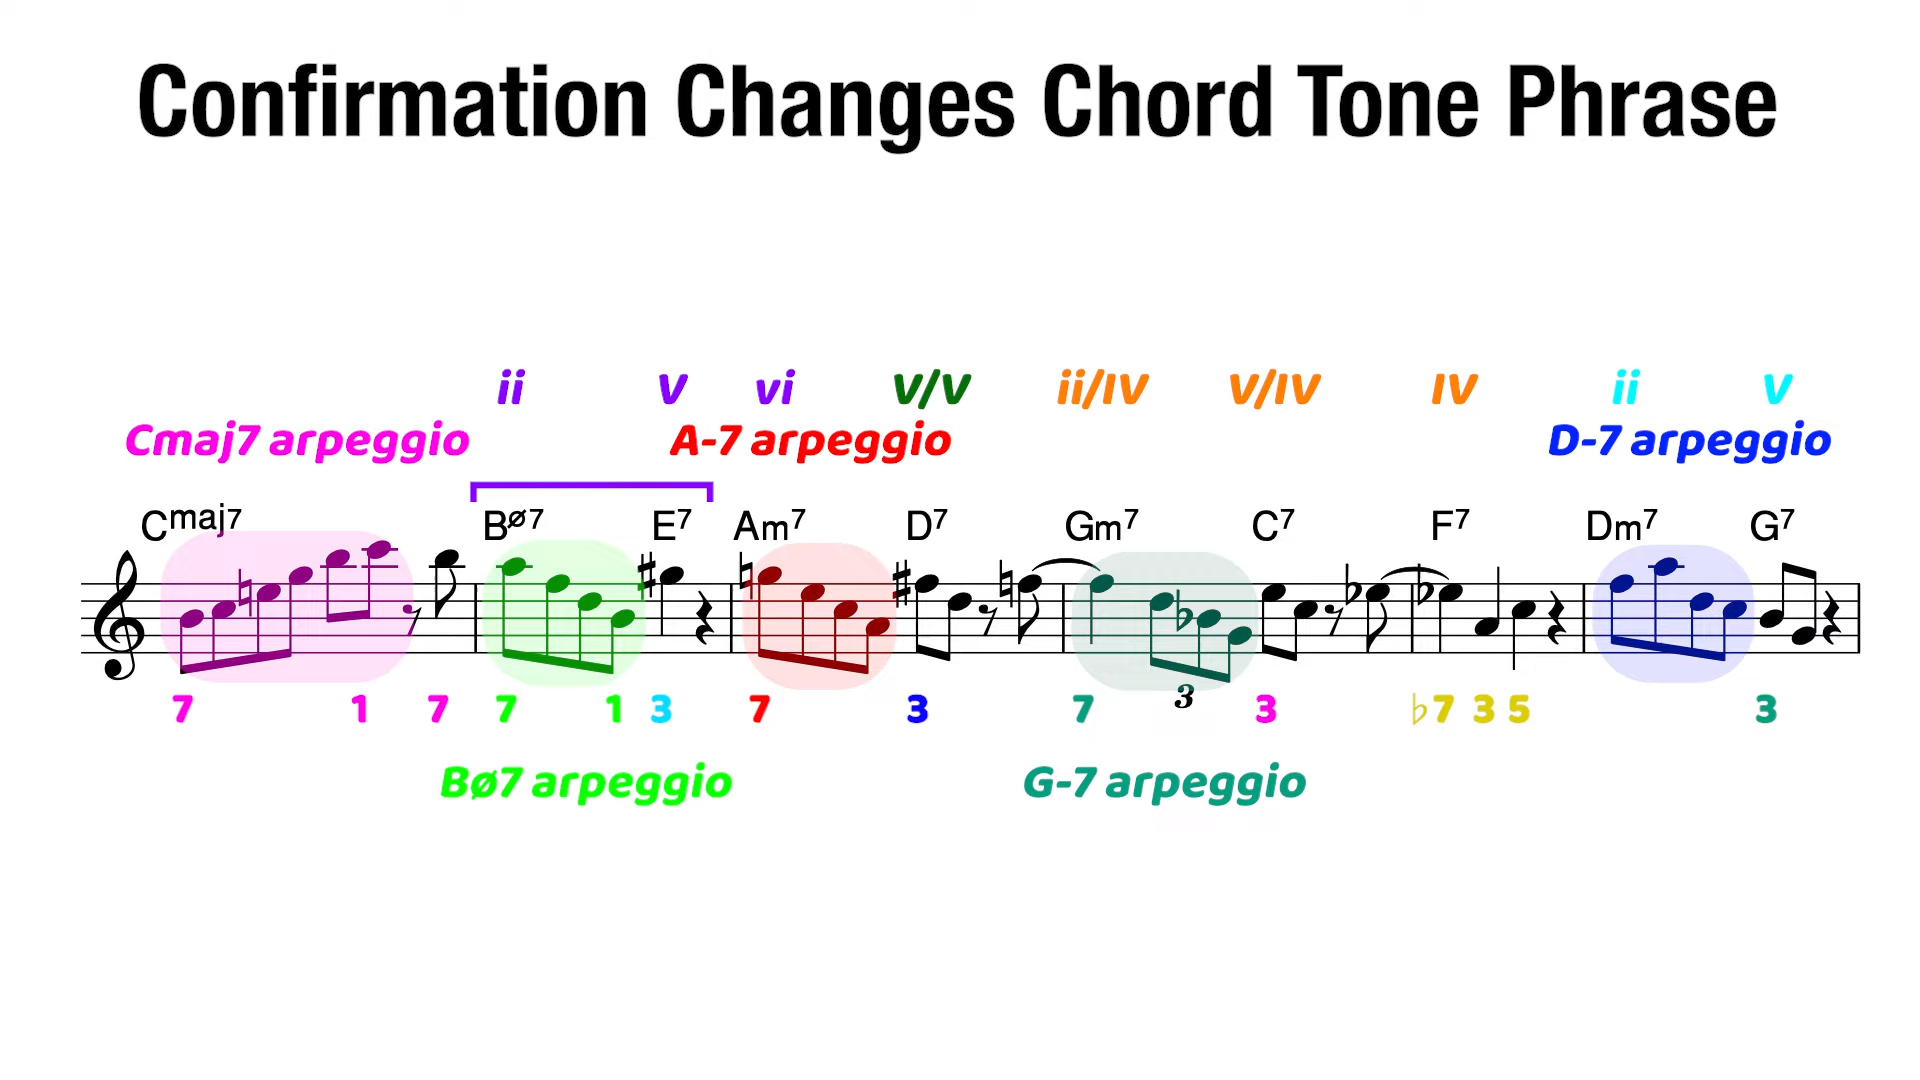 Confirmation Changes Chord Tone Phrase
ii V vi V/V ii/IV V/IV IV ii V
Cmaj7 arpeggio A-7 arpeggio D-7 arpeggio
Cmaj7 Bø7 E7 Am7 D7 Gm7 C7 F7 Dm7 G7
3
7 1 7 7 1 3 7 3 7 3 ♭7 3 5 3
Bø7 arpeggio G-7 arpeggio